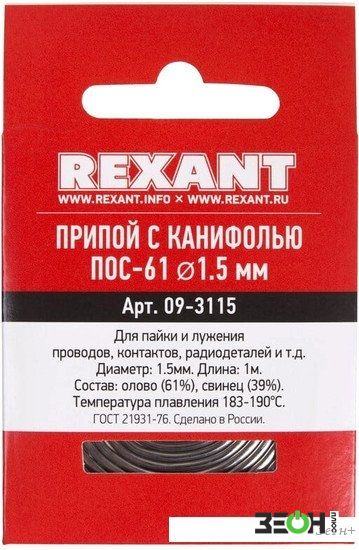 REXANT
WWW.REXANT.INFO × WWW.REXANT.RU
ПРИПОЙ С КАНИФОЛЬЮ
ПОС-61 ⌀1.5 мм
Арт. 09-3115
Для пайки и лужения
проводов, контактов, радиодеталей и т.д.
Диаметр: 1.5мм. Длина: 1м.
Состав: олово (61%), свинец (39%).
Температура плавления 183-190°С.
ГОСТ 21931-76. Сделано в России.
ЗЕОН